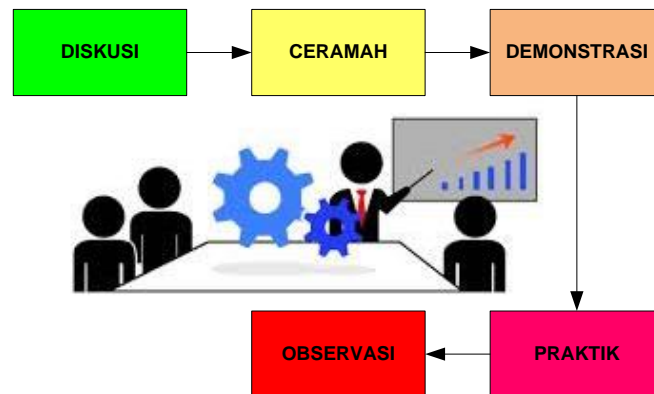 DISKUSI
CERAMAH
DEMONSTRASI
PRAKTIK
OBSERVASI